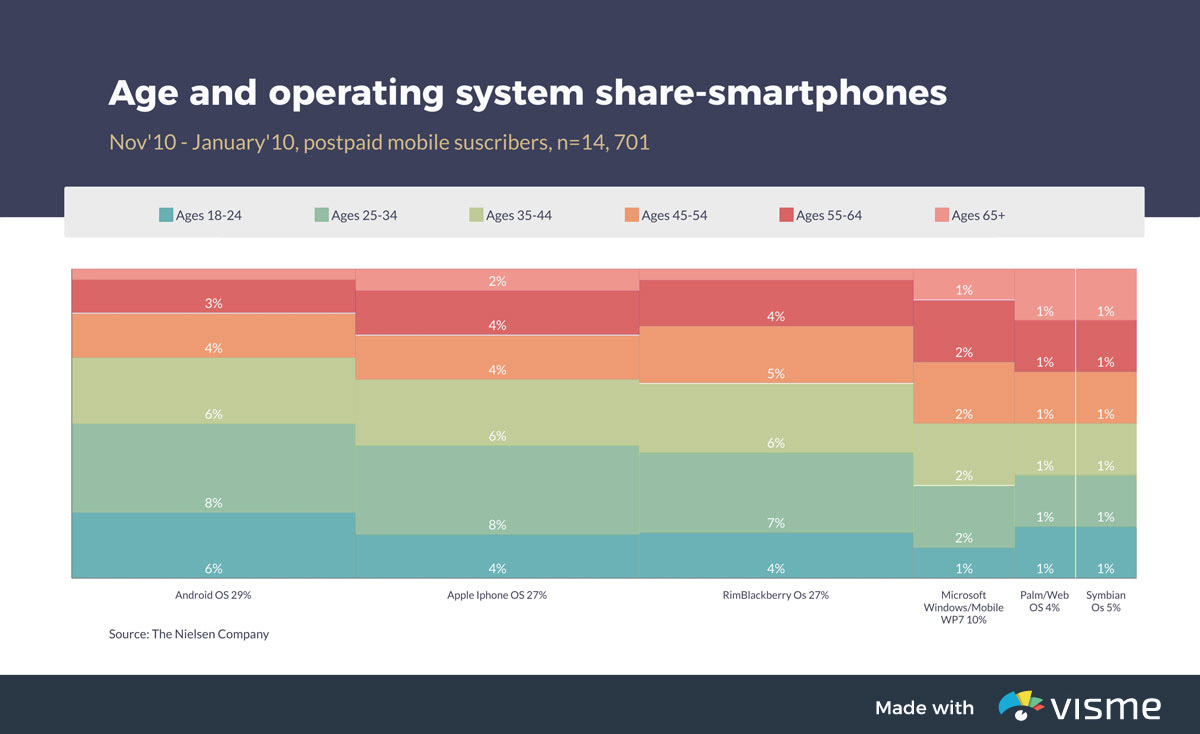 Age and operating system share-smartphones
Nov'10 - January'10, postpaid mobile suscribers, n=14, 701
Ages 18-24
Ages 25-34
Ages 35-44
Ages 45-54
Ages 55-64
Ages 65+
3%
4%
6%
8%
6%
2%
4%
4%
6%
8%
4%
4%
5%
6%
7%
4%
1%
2%
2%
2%
2%
1%
1%
1%
1%
1%
1%
1%
1%
1%
1%
1%
1%
1%
Android OS 29%
Apple Iphone OS 27%
RimBlackberry Os 27%
Microsoft
Windows/Mobile
WP7 10%
Palm/Web
OS 4%
Symbian
Os 5%
Source: The Nielsen Company
Made with
visme